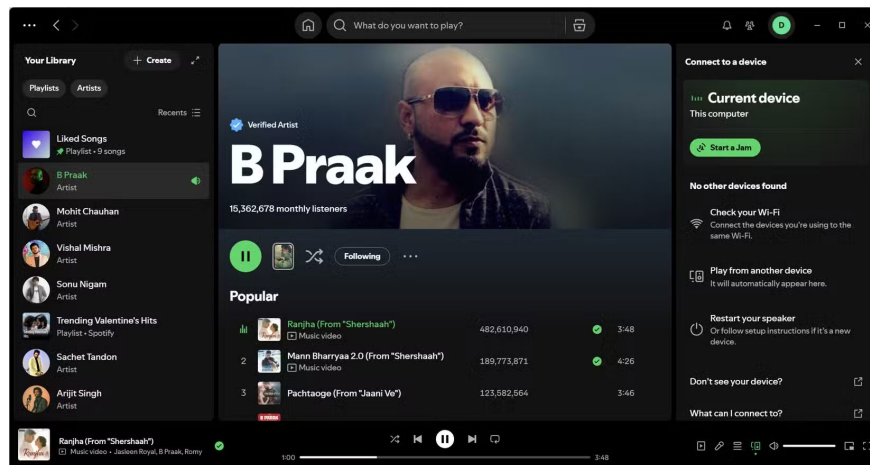 What do you want to play?
D
Your Library
+ Create
Playlists
Artists
Recents
Liked Songs
Playlist • 9 songs
B Praak
Artist
Mohit Chauhan
Artist
Vishal Mishra
Artist
Sonu Nigam
Artist
Trending Valentine's Hits
Playlist • Spotify
Sachet Tandon
Artist
Arijit Singh
Artist
Verified Artist
B Praak
15,362,678 monthly listeners
Following
Popular
Ranjha (From "Shershaah") 482,610,940 3:48
Music video
2 Mann Bharryaa 2.0 (From "Shershaah") 189,773,871 4:26
Music video
3 Pachtaoge (From "Jaani Ve") 123,582,564 3:46
Connect to a device
Current device
This computer
Start a Jam
No other devices found
Check your Wi-Fi
Connect the devices you're using to the
same Wi-Fi.
Play from another device
It will automatically appear here.
Restart your speaker
Or follow setup instructions if it's a new
device.
Don't see your device?
What can I connect to?
Ranjha (From "Shershaah")
Music video • Jasleen Royal, B Praak, Romy
1:00
3:48